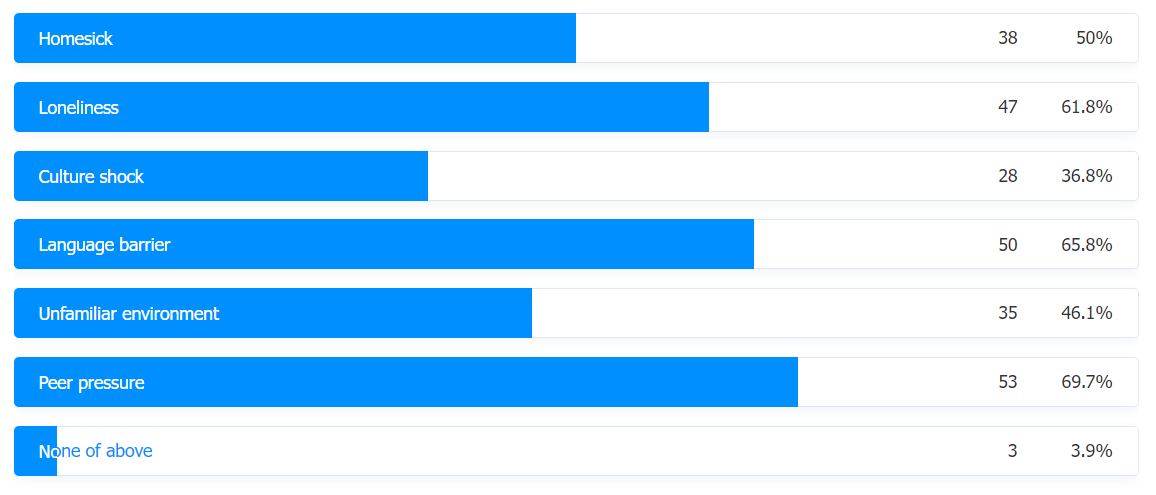 Homesick 38 50%
Loneliness 47 61.8%
Culture shock 28 36.8%
Language barrier 50 65.8%
Unfamiliar environment 35 46.1%
Peer pressure 53 69.7%
None of above 3 3.9%